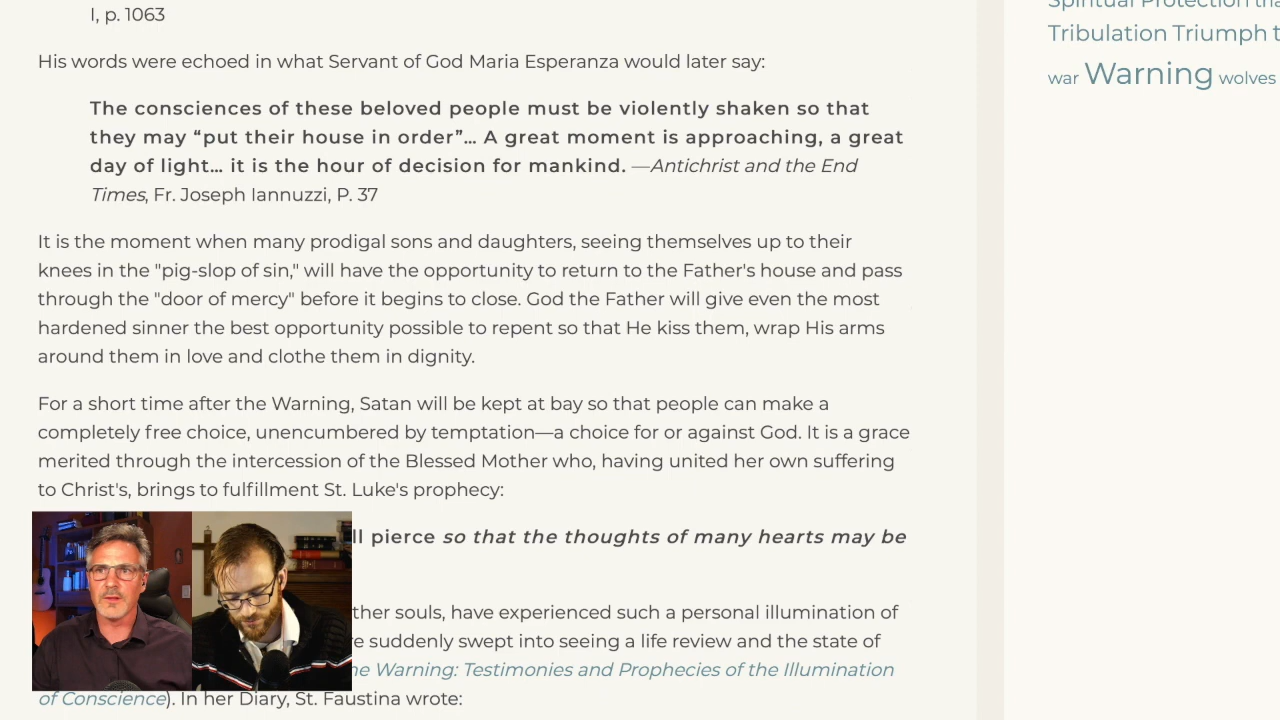 I, p. 1063
His words were echoed in what Servant of God Maria Esperanza would later say:
The consciences of these beloved people must be violently shaken so that
they may “put their house in order”… A great moment is approaching, a great
day of light… it is the hour of decision for mankind. —Antichrist and the End
Times, Fr. Joseph Iannuzzi, P. 37
It is the moment when many prodigal sons and daughters, seeing themselves up to their
knees in the "pig-slop of sin," will have the opportunity to return to the Father's house and pass
through the "door of mercy" before it begins to close. God the Father will give even the most
hardened sinner the best opportunity possible to repent so that He kiss them, wrap His arms
around them in love and clothe them in dignity.
For a short time after the Warning, Satan will be kept at bay so that people can make a
completely free choice, unencumbered by temptation—a choice for or against God. It is a grace
merited through the intercession of the Blessed Mother who, having united her own suffering
to Christ's, brings to fulfillment St. Luke's prophecy:
ll pierce so that the thoughts of many hearts may be
ther souls, have experienced such a personal illumination of
re suddenly swept into seeing a life review and the state of
ne Warning: Testimonies and Prophecies of the Illumination
of Conscience). In her Diary, St. Faustina wrote:
Spiritual Protection
Tribulation Triumph t
war Warning wolves